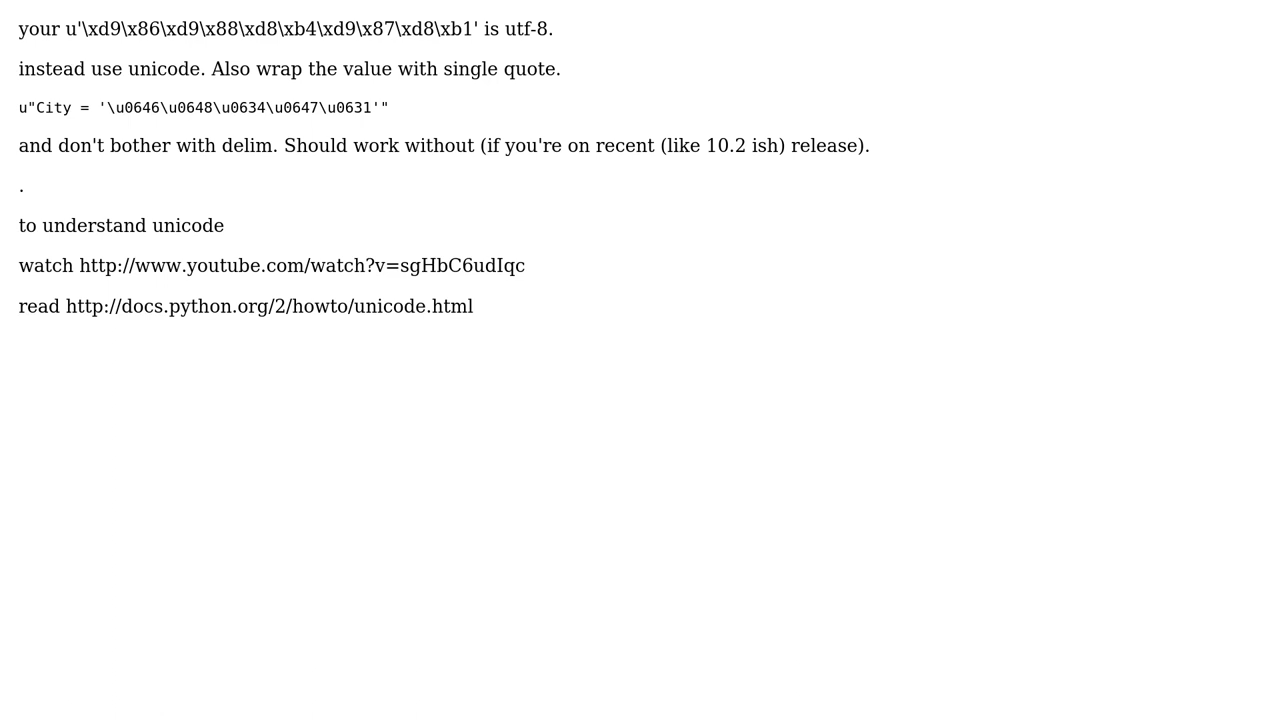 your u'\xd9\x86\xd9\x88\xd8\xb4\xd9\x87\xd8\xb1' is utf-8.
instead use unicode. Also wrap the value with single quote.
u"City = '\u0646\u0648\u0634\u0647\u0631'"
and don't bother with delim. Should work without (if you're on recent (like 10.2 ish) release).
.
to understand unicode
watch http://www.youtube.com/watch?v=sgHbC6udIqc
read http://docs.python.org/2/howto/unicode.html